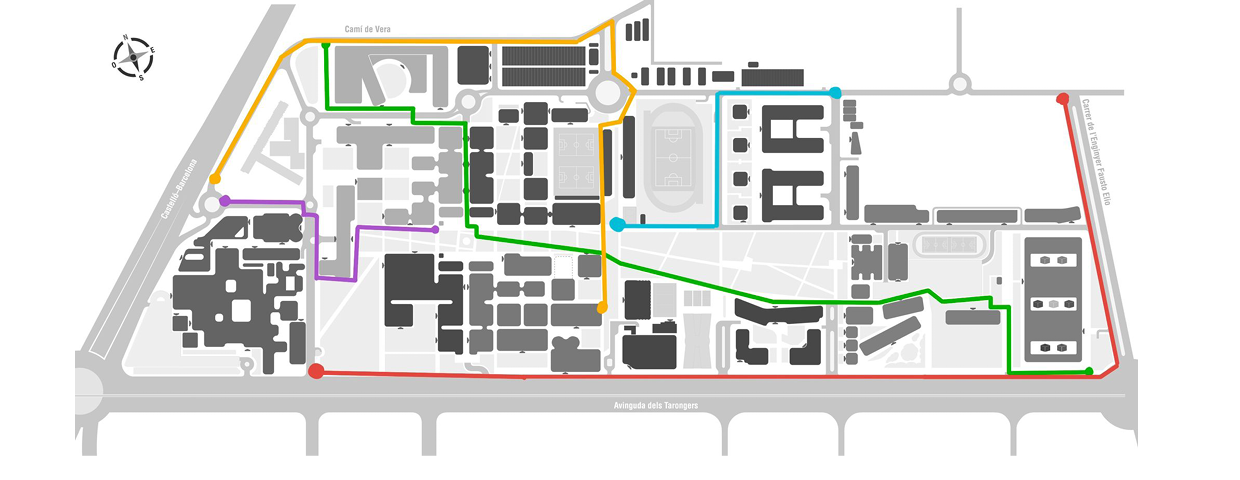 Camí de Vera
N
E
O
S
Castelló-Barcelona
Carrer de l'Enginyer Fausto Elio
Avinguda dels Tarongers